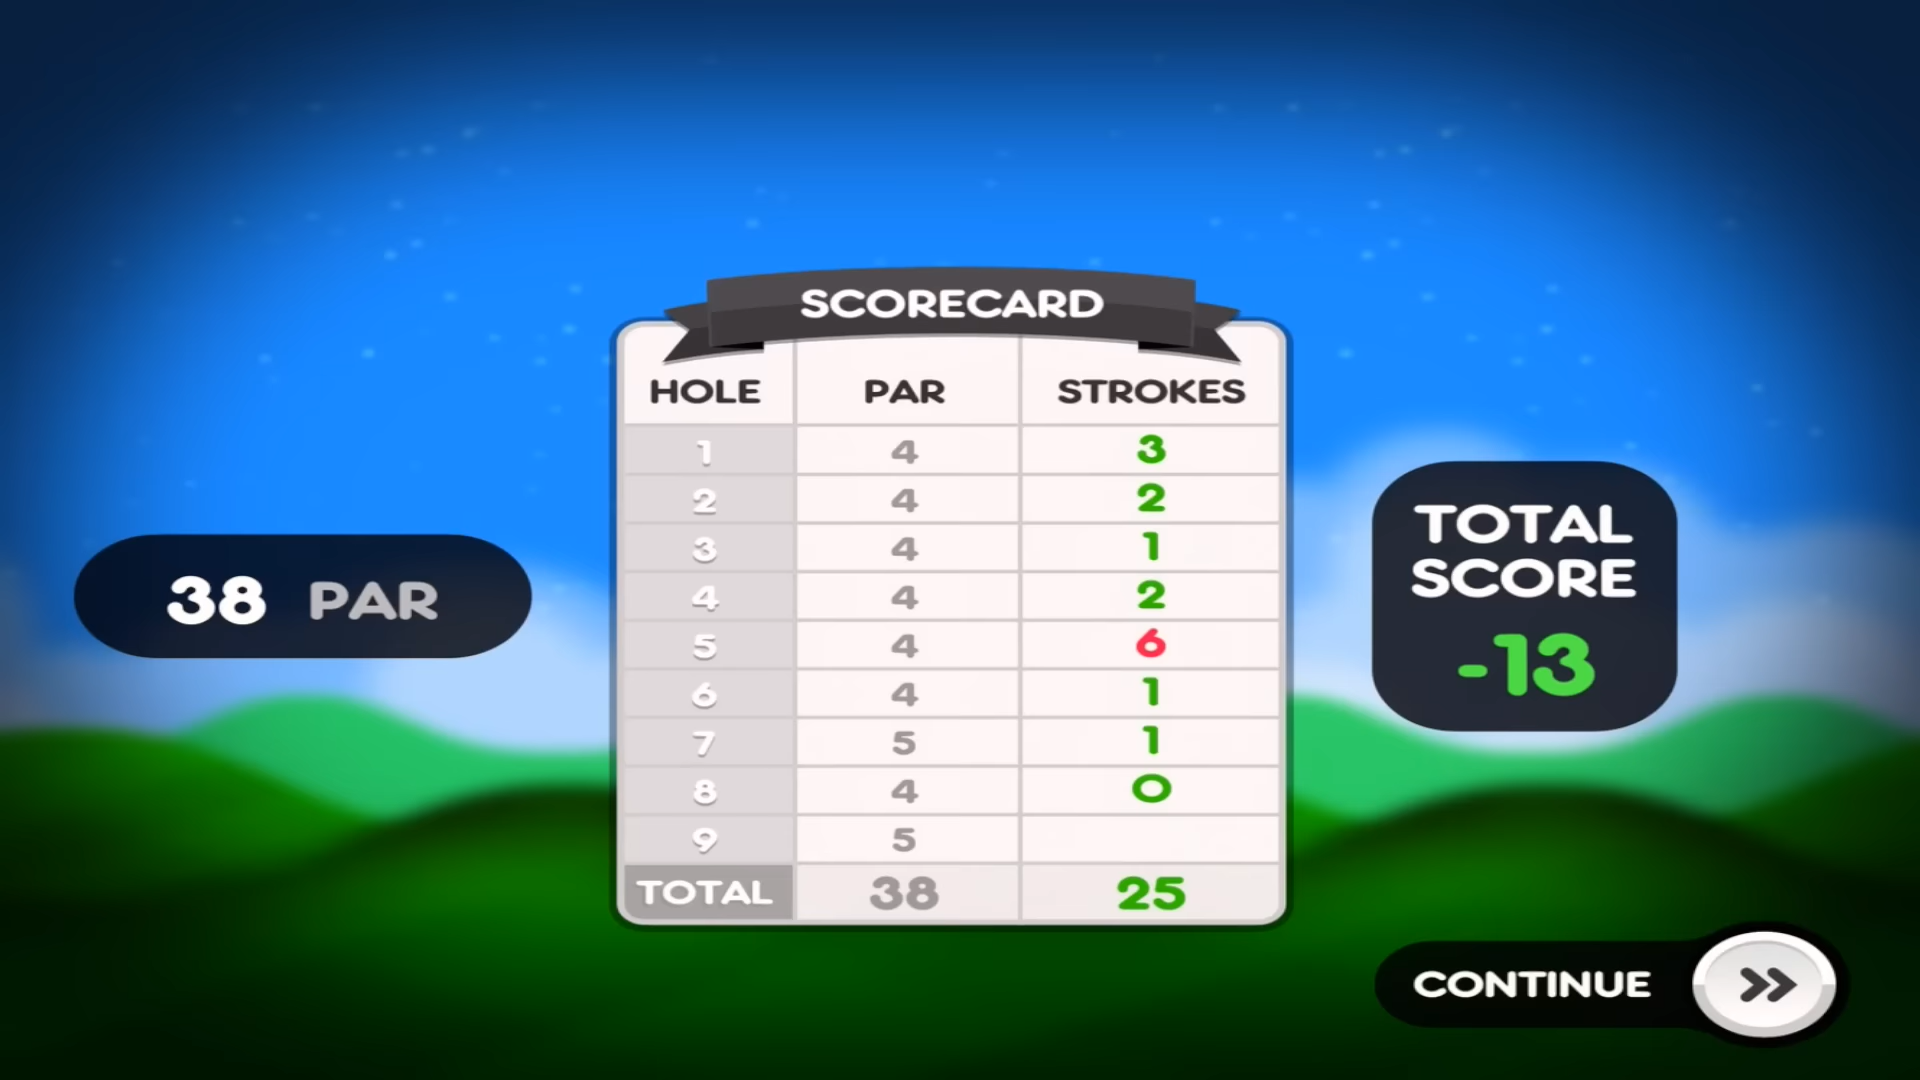 SCORECARD
HOLE PAR STROKES
1 4 3
2 4 2
3 4 1
4 4 2
5 4 6
6 4 1
7 5 1
8 4 0
9 5
TOTAL 38 25
38 PAR
TOTAL
SCORE
-13
CONTINUE